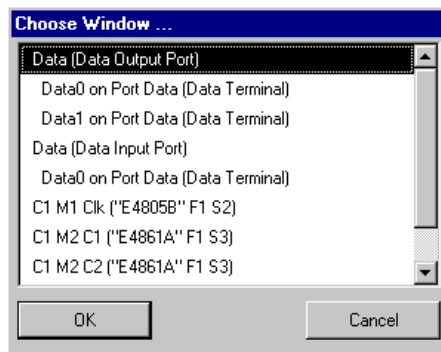 Choose Window ...
Data (Data Output Port)
Data0 on Port Data (Data Terminal)
Data1 on Port Data (Data Terminal)
Data (Data Input Port)
Data0 on Port Data (Data Terminal)
C1 M1 Clk ("E4805B" F1 S2)
C1 M2 C1 ("E4861A" F1 S3)
C1 M2 C2 ("E4861A" F1 S3)
OK Cancel